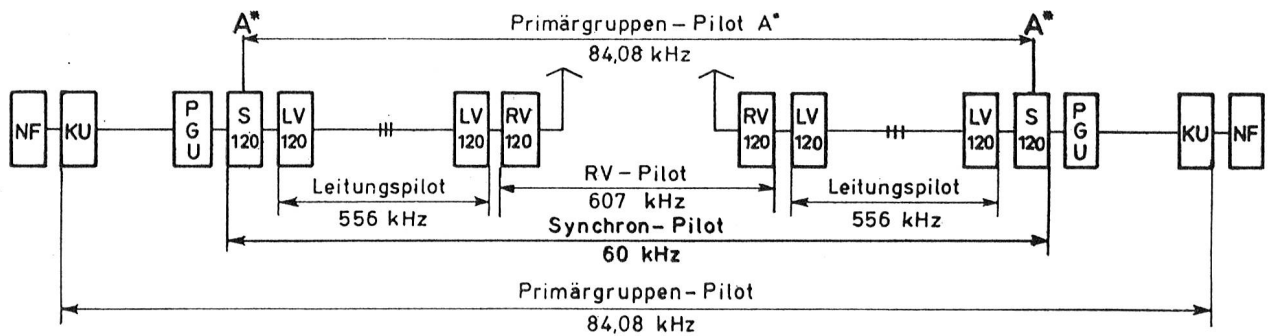 A* Primärgruppen-Pilot A* A*
84,08 kHz
NF KU PGU S 120 LV 120 LV 120 RV 120 RV 120 LV 120 LV 120 S 120 PGU KU NF
RV-Pilot
607 kHz
Leitungspilot Leitungspilot
556 kHz 556 kHz
Synchron-Pilot
60 kHz
Primärgruppen-Pilot
84,08 kHz